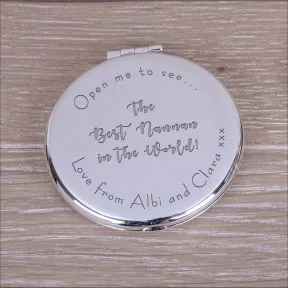 Open me to see...
The
Best Nannan
in the World!
Love from Albi and Clara xxx